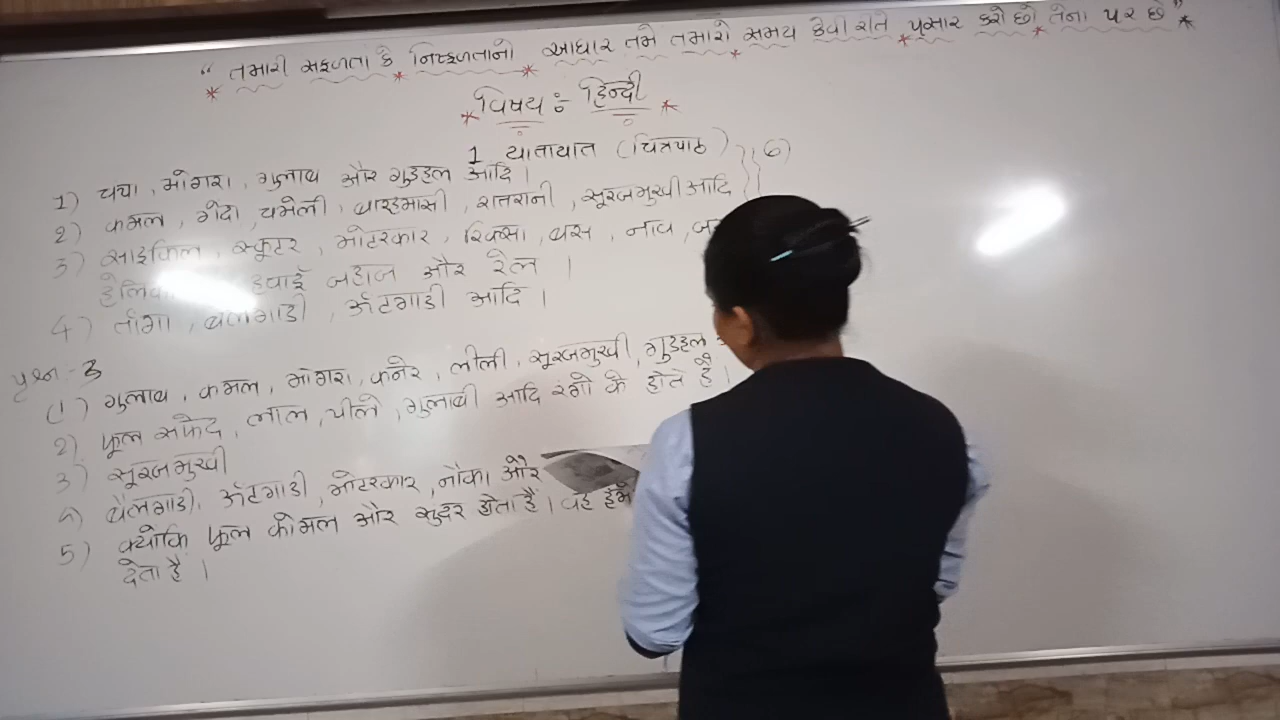 " તમારી સફળતા કે નિષ્ફળતાનો આધાર તમે તમારો સમય કેવી રીતે પસાર કરો છો તેના પર છે "
विषय : हिन्दी
1 यातायात (चित्रपाठ)
1) चंपा, मोगरा, गुलाब और गुड़हल आदि ।
2) कमल, गेंदा, चमेली, बारहमासी, रातरानी, सूरजमुखी आदि
3) साइकिल, स्कूटर, मोटरकार, रिक्सा, बस, नाव,
हवाई जहाज और रेल ।
4) ताँगा, बैलगाडी, ऊँटगाडी आदि ।
प्रश्न-3
(1) गुलाब, कमल, मोगरा, कनेर, लीली, सूरजमुखी, गुडहल
2) फूल सफेद, लाल, पीले, गुलाबी आदि रंगो के होते है ।
3) सूरजमुखी
4) बैलगाडी, ऊँटगाडी, मोटरकार, नौका और
5) क्योंकि फूल कोमल और सुंदर होता हैं । वह हमें
देता है ।